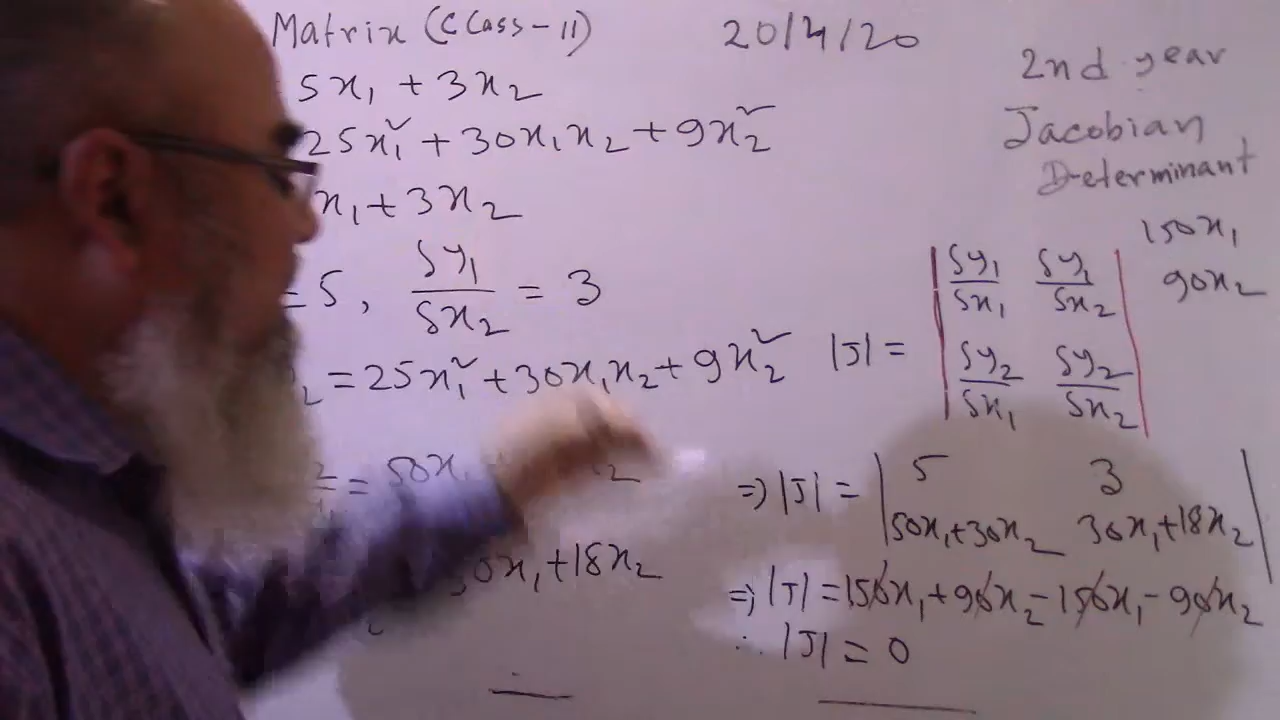 Matrix (Class-11)
20/4/20
2nd year
Jacobian
Determinant
5x₁ + 3x₂
25x₁² + 30x₁x₂ + 9x₂²
x₁ + 3x₂
= 5, δy₁/δx₂ = 3
₂ = 25x₁² + 30x₁x₂ + 9x₂²
= 50x₁ ₂
0x₁ + 18x₂
150x₁
90x₂
|J| = | δy₁/δx₁ δy₁/δx₂ |
| δy₂/δx₁ δy₂/δx₂ |
⇒ |J| = | 5 3 |
| 50x₁+30x₂ 30x₁+18x₂ |
⇒ |J| = 150x₁ + 90x₂ - 150x₁ - 90x₂
∴ |J| = 0